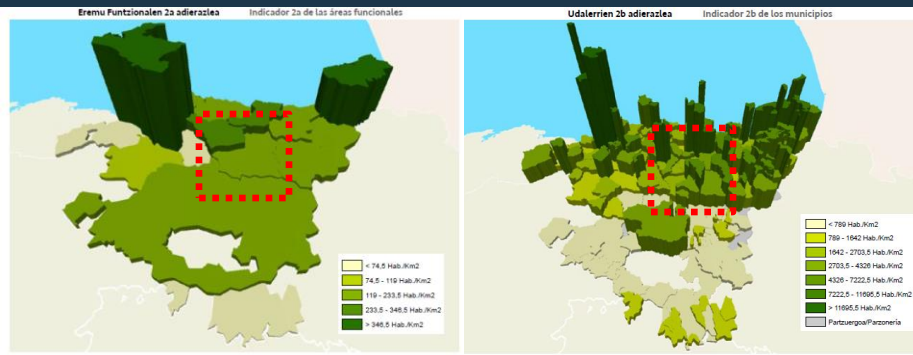 Eremu Funtzionalen 2a adierazlea Indicador 2a de las áreas funcionales
< 74,5 Hab./Km2
74,5 - 119 Hab./Km2
119 - 233,5 Hab./Km2
233,5 - 346,5 Hab./Km2
> 346,5 Hab./Km2
Udalerrien 2b adierazlea Indicador 2b de los municipios
< 789 Hab./Km2
789 - 1642 Hab./Km2
1642 - 2703,5 Hab./Km2
2703,5 - 4326 Hab./Km2
4326 - 7222,5 Hab./Km2
7222,5 - 11695,5 Hab./Km2
> 11695,5 Hab./Km2
Partzuergoa/Parzonería